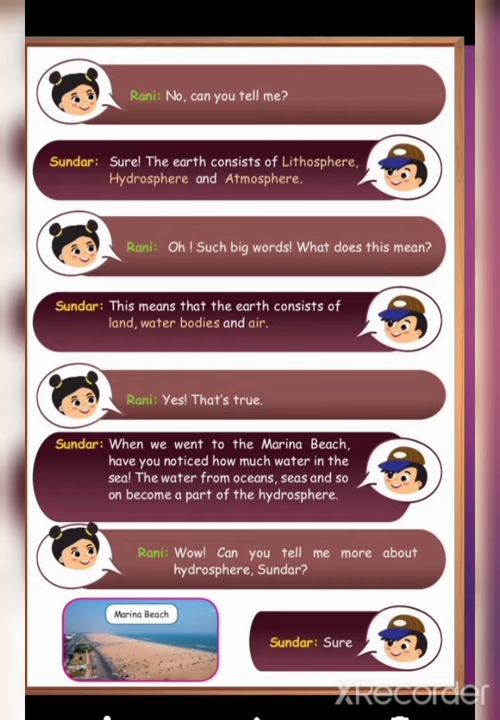 Rani: No, can you tell me?
Sundar: Sure! The earth consists of Lithosphere,
Hydrosphere and Atmosphere.
Rani: Oh ! Such big words! What does this mean?
Sundar: This means that the earth consists of
land, water bodies and air.
Rani: Yes! That's true.
Sundar: When we went to the Marina Beach,
have you noticed how much water in the
sea! The water from oceans, seas and so
on become a part of the hydrosphere.
Rani: Wow! Can you tell me more about
hydrosphere, Sundar?
Marina Beach
Sundar: Sure
XRecorder